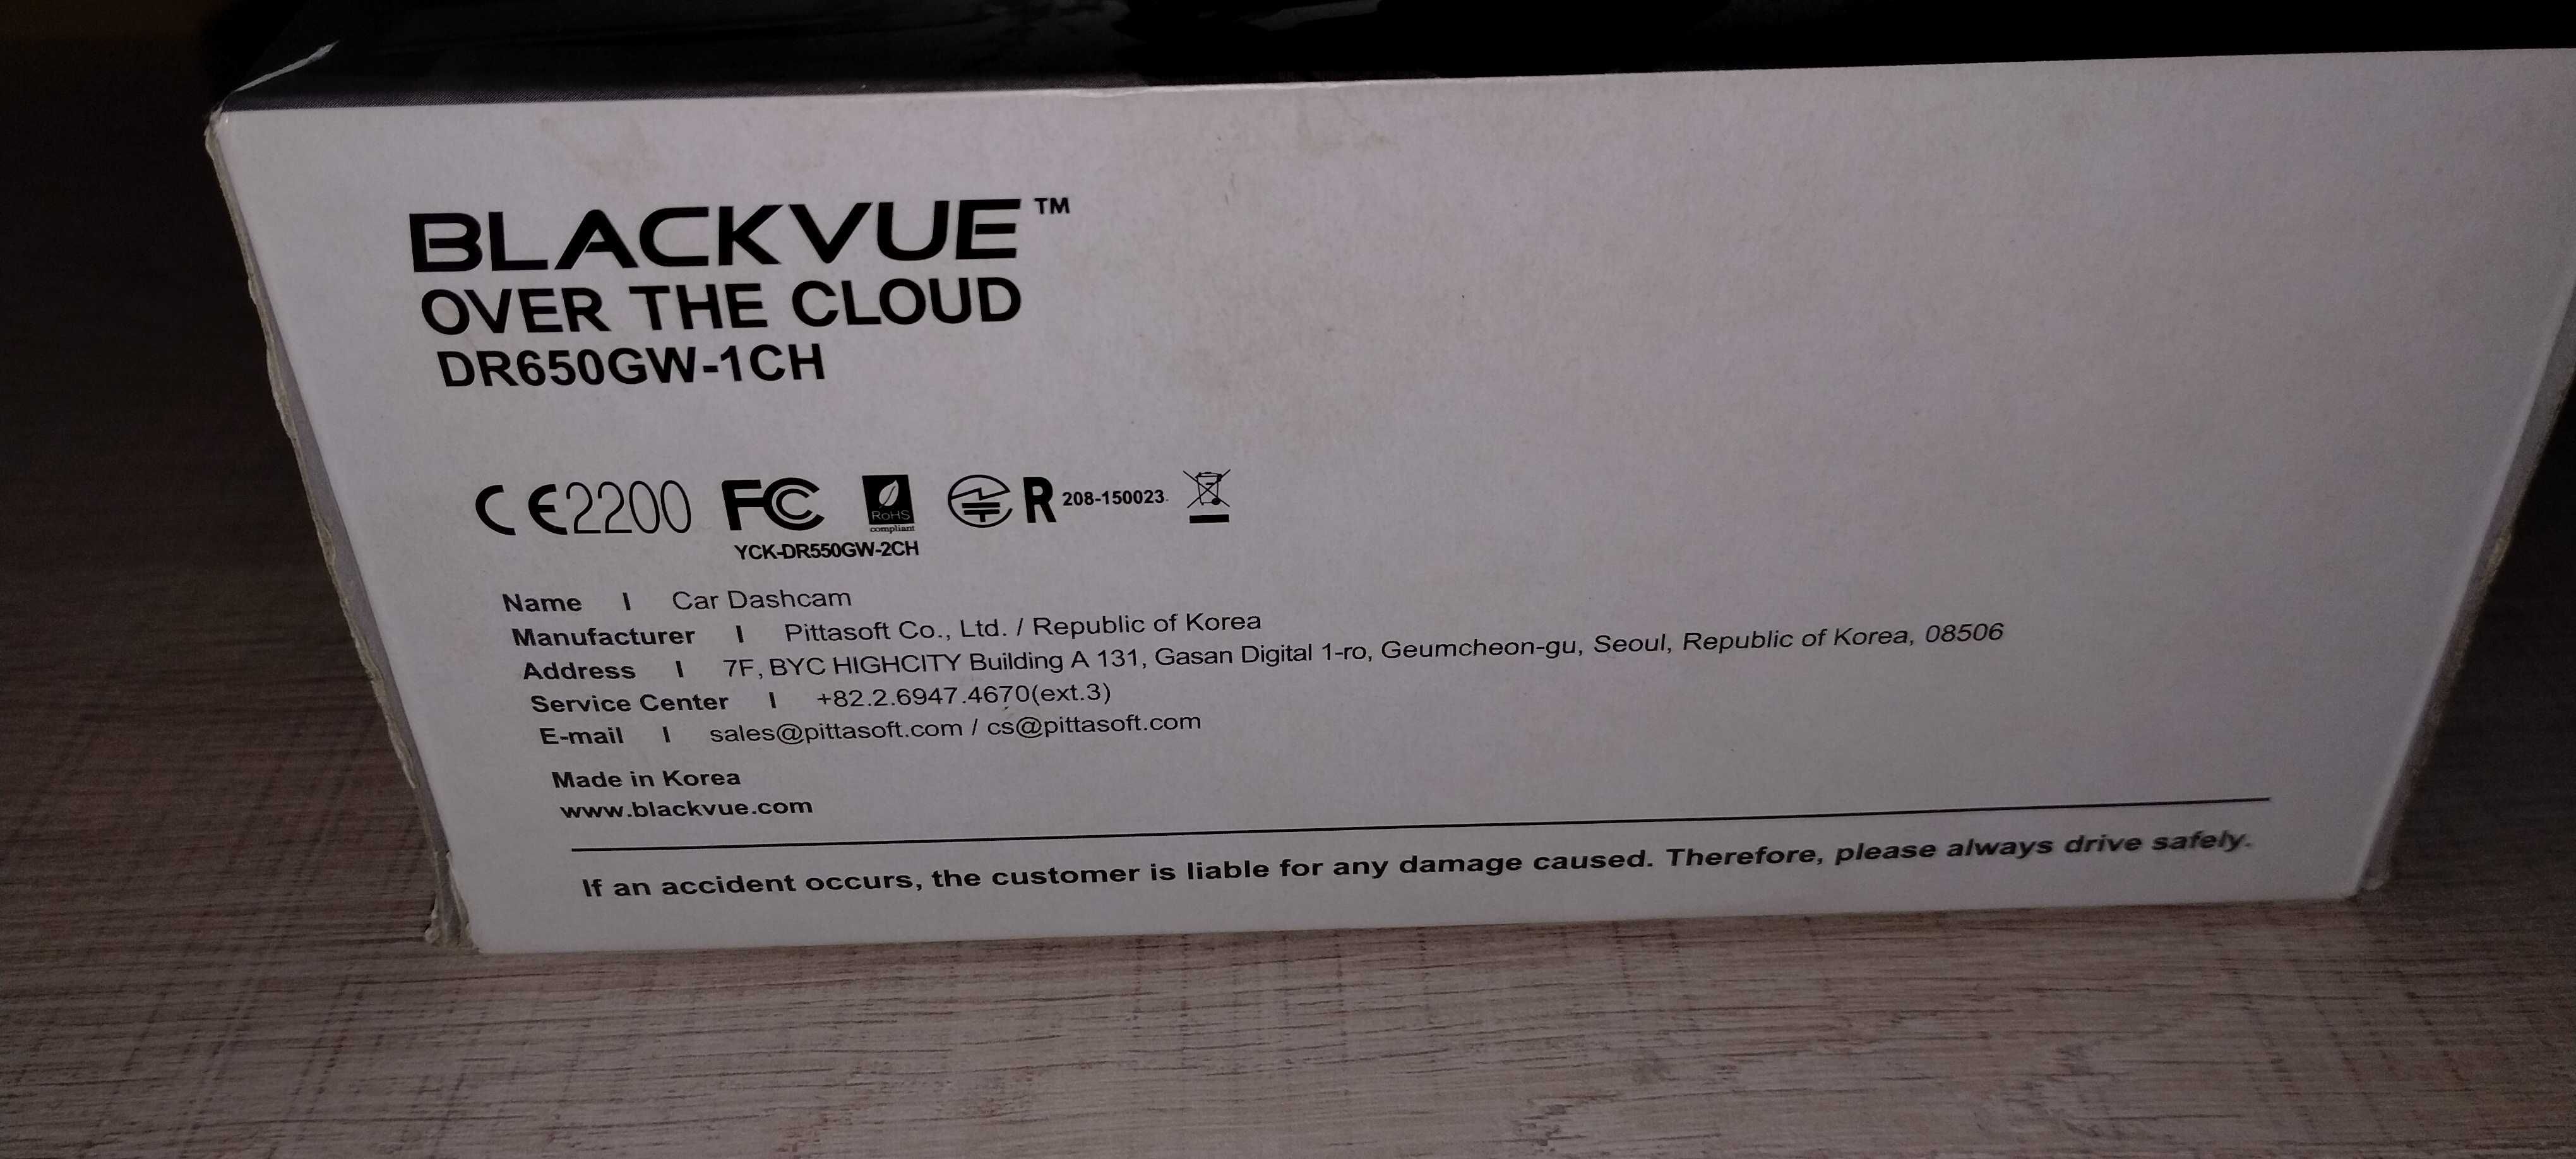 BLACKVUE™
OVER THE CLOUD
DR650GW-1CH
CE2200 FC RoHS compliant R 208-150023
YCK-DR550GW-2CH
Name I Car Dashcam
Manufacturer I Pittasoft Co., Ltd. / Republic of Korea
Address I 7F, BYC HIGHCITY Building A 131, Gasan Digital 1-ro, Geumcheon-gu, Seoul, Republic of Korea, 08506
Service Center I +82.2.6947.4670(ext.3)
E-mail I sales@pittasoft.com / cs@pittasoft.com
Made in Korea
www.blackvue.com
If an accident occurs, the customer is liable for any damage caused. Therefore, please always drive safely.